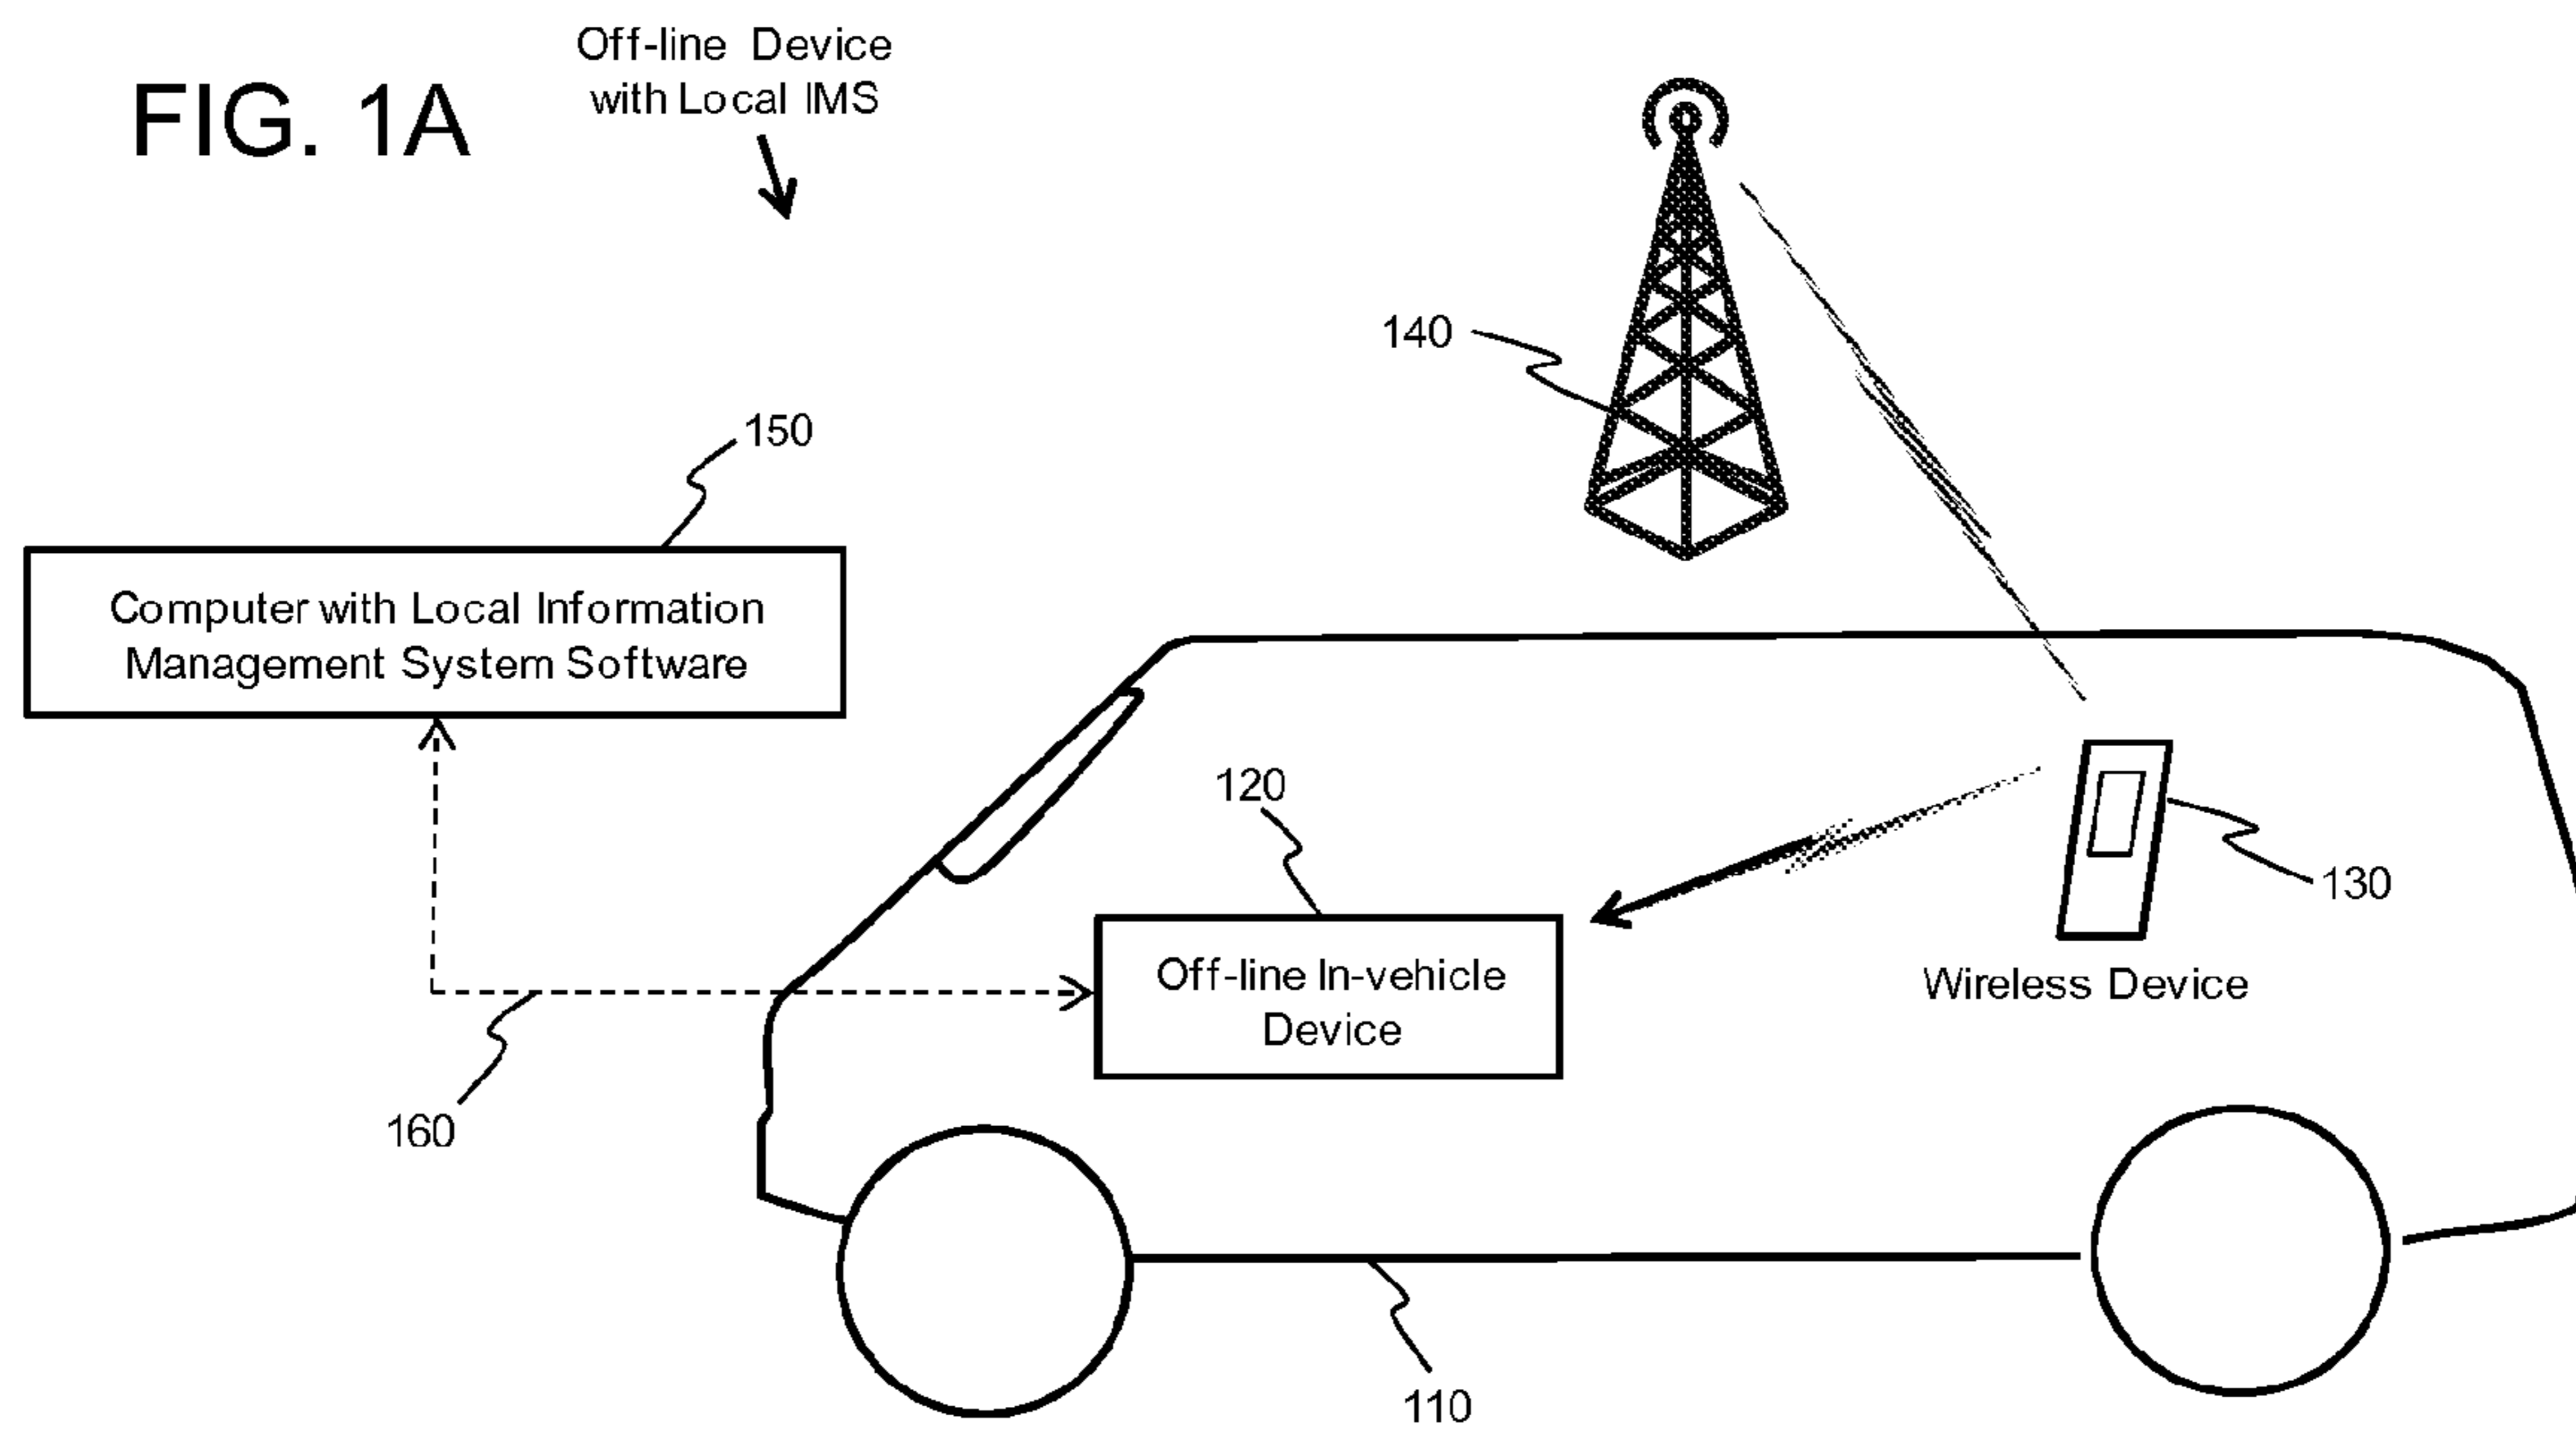 FIG. 1A
Off-line Device
with Local IMS
140
150
Computer with Local Information
Management System Software
120
130
Off-line In-vehicle
Device
Wireless Device
160
110